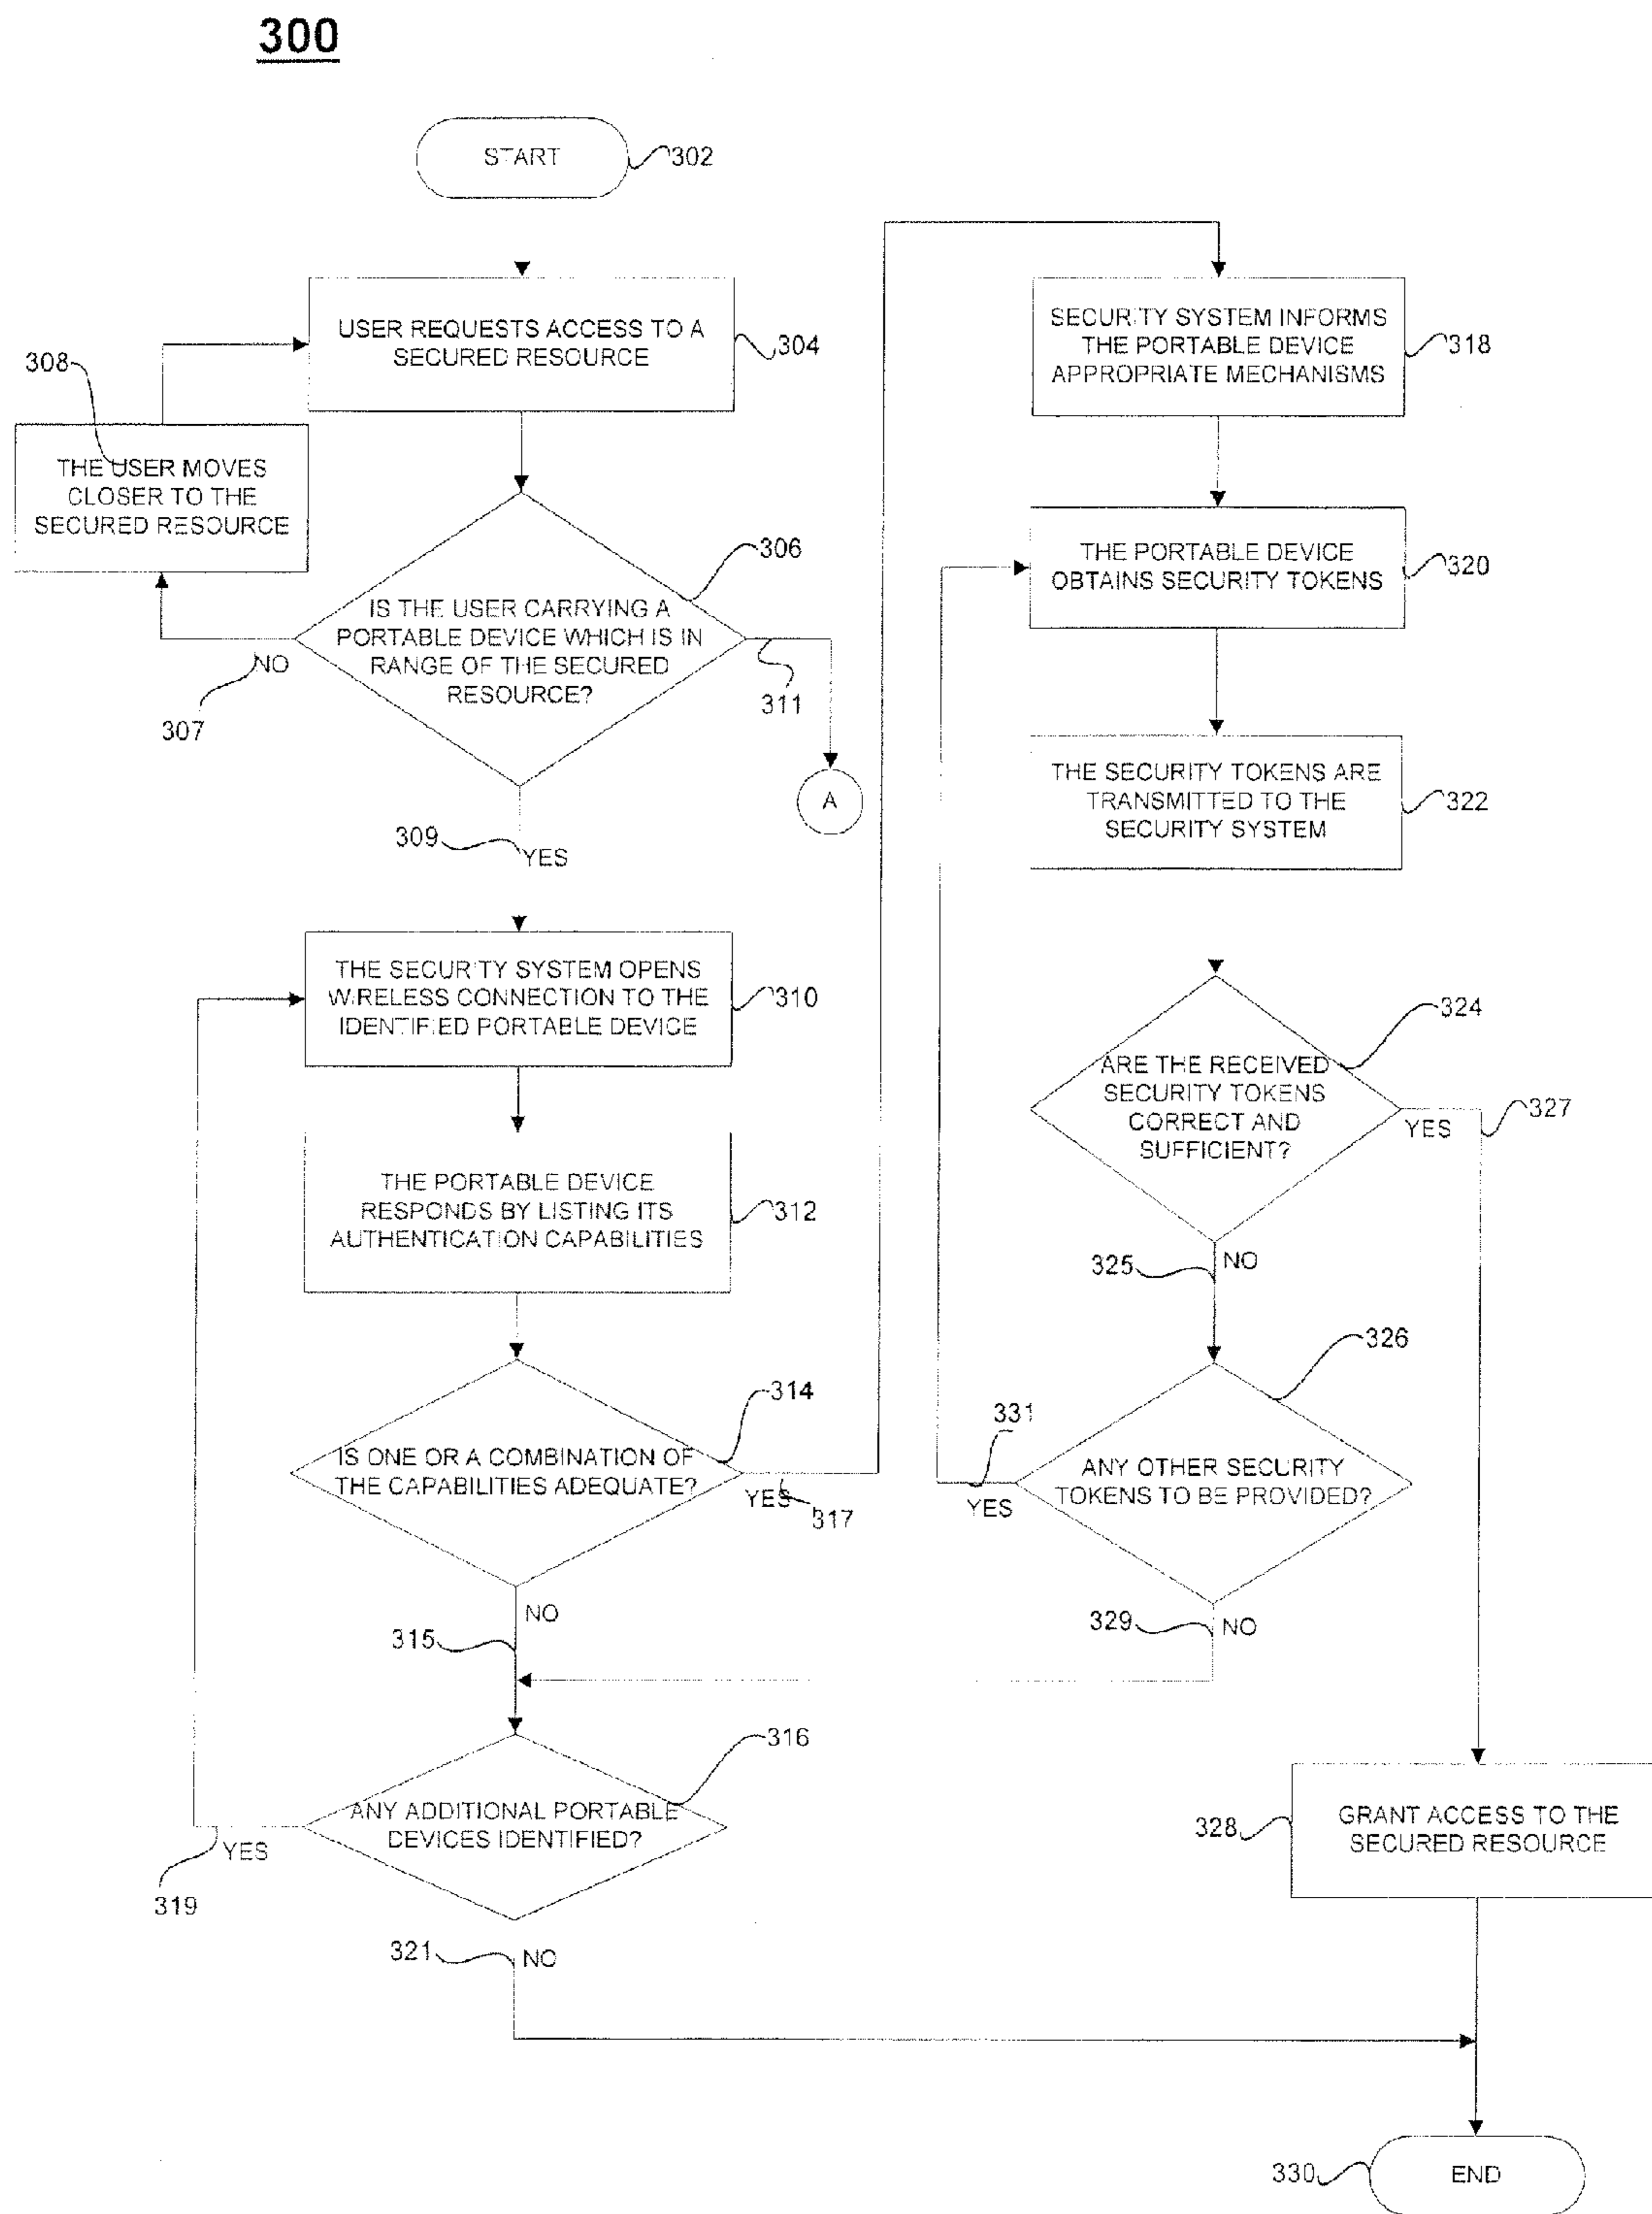 300
START
302
USER REQUESTS ACCESS TO A
SECURED RESOURCE
304
308
THE USER MOVES
CLOSER TO THE
SECURED RESOURCE
306
IS THE USER CARRYING A
PORTABLE DEVICE WHICH IS IN
RANGE OF THE SECURED
RESOURCE?
NO
307
311
A
309
YES
THE SECURITY SYSTEM OPENS
WIRELESS CONNECTION TO THE
IDENTIFIED PORTABLE DEVICE
310
THE PORTABLE DEVICE
RESPONDS BY LISTING ITS
AUTHENTICATION CAPABILITIES
312
314
IS ONE OR A COMBINATION OF
THE CAPABILITIES ADEQUATE?
YES
317
NO
315
316
ANY ADDITIONAL PORTABLE
DEVICES IDENTIFIED?
YES
319
321
NO
SECURITY SYSTEM INFORMS
THE PORTABLE DEVICE
APPROPRIATE MECHANISMS
318
THE PORTABLE DEVICE
OBTAINS SECURITY TOKENS
320
THE SECURITY TOKENS ARE
TRANSMITTED TO THE
SECURITY SYSTEM
322
324
ARE THE RECEIVED
SECURITY TOKENS
CORRECT AND
SUFFICIENT?
YES
327
325
NO
326
331
ANY OTHER SECURITY
TOKENS TO BE PROVIDED?
YES
329
NO
GRANT ACCESS TO THE
SECURED RESOURCE
328
330
END